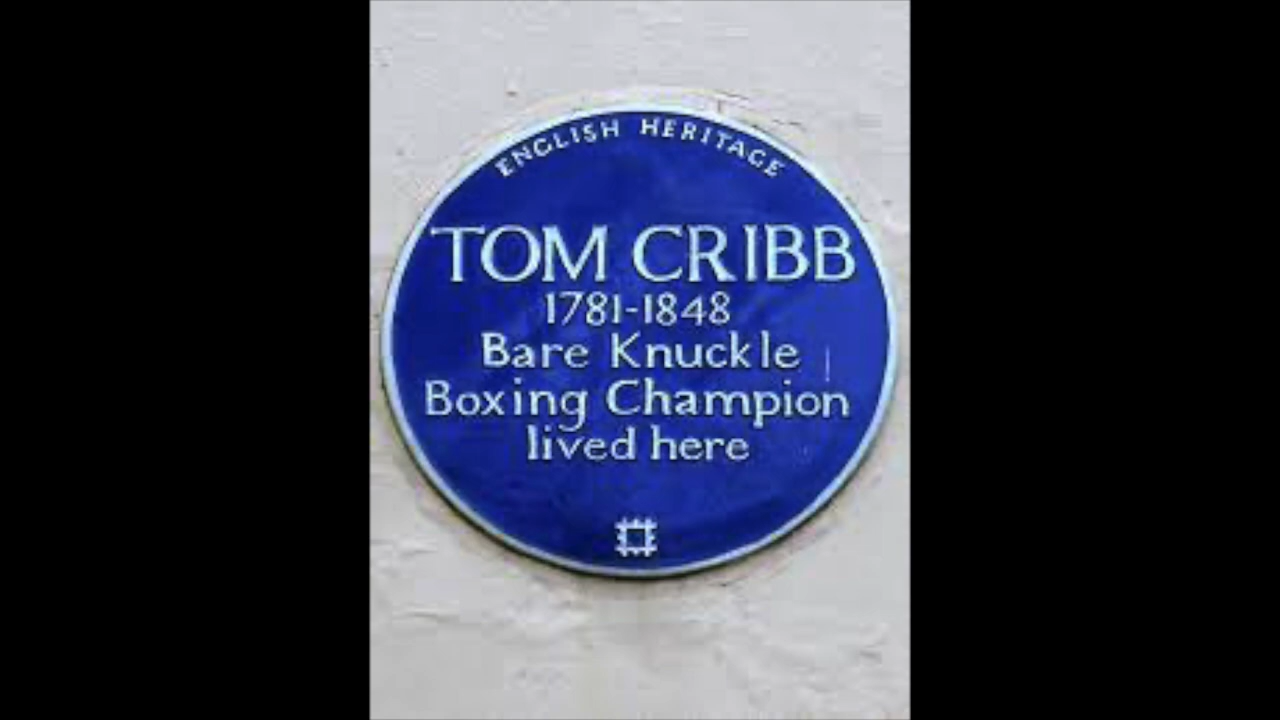 ENGLISH HERITAGE
TOM CRIBB
1781-1848
Bare Knuckle
Boxing Champion
lived here